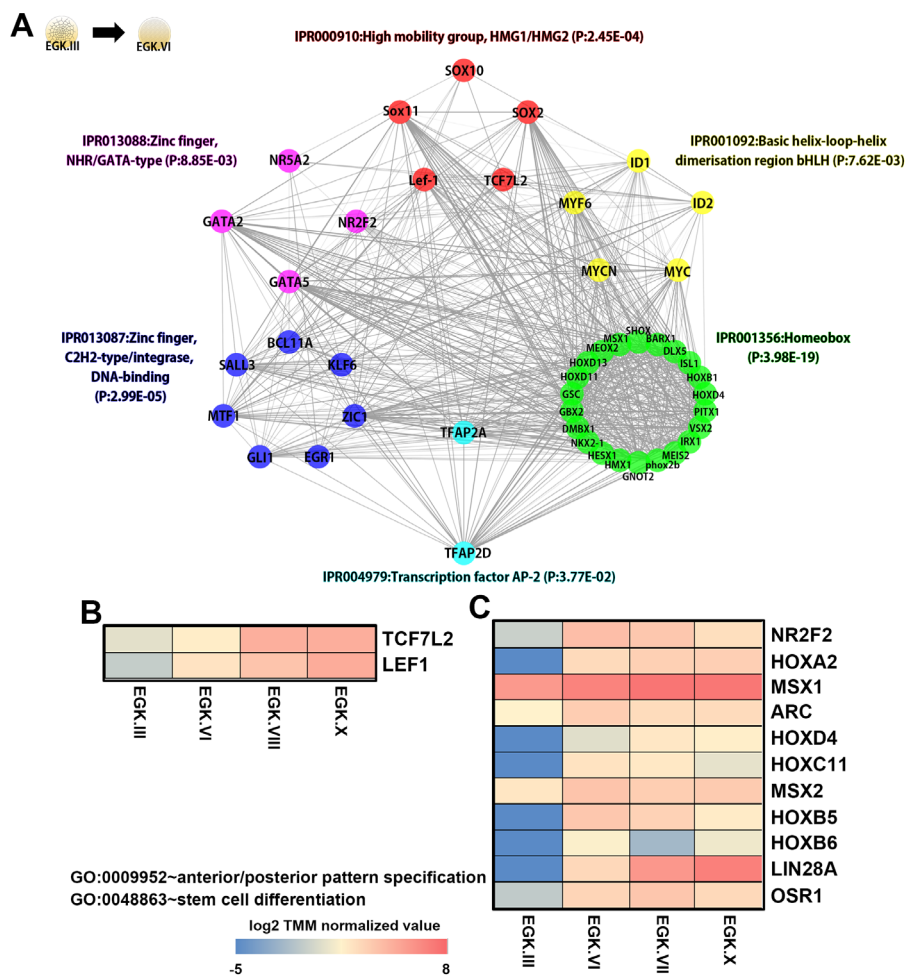 A
EGK.III
EGK.VI
IPR000910:High mobility group, HMG1/HMG2 (P:2.45E-04)
SOX10
Sox11
SOX2
IPR013088:Zinc finger,
NHR/GATA-type (P:8.85E-03)
IPR001092:Basic helix-loop-helix
dimerisation region bHLH (P:7.62E-03)
NR5A2
Lef-1
TCF7L2
ID1
MYF6
ID2
GATA2
NR2F2
GATA5
MYCN
MYC
IPR013087:Zinc finger,
C2H2-type/integrase,
DNA-binding
(P:2.99E-05)
BCL11A
SALL3
KLF6
MTF1
ZIC1
GLI1
EGR1
TFAP2A
TFAP2D
IPR001356:Homeobox
(P:3.98E-19)
SHOX
MSX1
BARX1
MEOX2
DLX5
HOXD13
ISL1
HOXD11
HOXB1
GSC
HOXD4
GBX2
PITX1
DMBX1
VSX2
NKX2-1
IRX1
HESX1
MEIS2
HMX1
phox2b
GNOT2
IPR004979:Transcription factor AP-2 (P:3.77E-02)
B
TCF7L2
LEF1
EGK.III
EGK.VI
EGK.VIII
EGK.X
C
NR2F2
HOXA2
MSX1
ARC
HOXD4
HOXC11
MSX2
HOXB5
HOXB6
LIN28A
OSR1
EGK.III
EGK.VI
EGK.VII
EGK.X
GO:0009952~anterior/posterior pattern specification
GO:0048863~stem cell differentiation
log2 TMM normalized value
-5
8